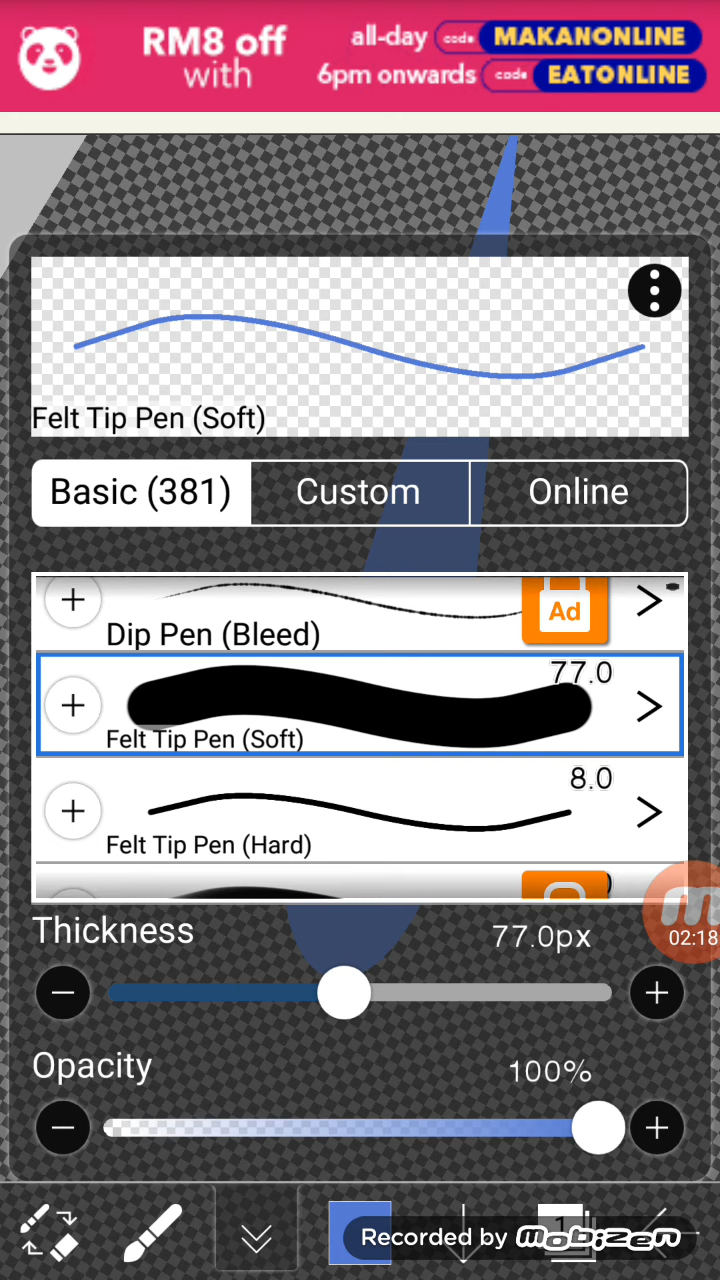 RM8 off
with
all-day code MAKANONLINE
6pm onwards code EATONLINE
Felt Tip Pen (Soft)
Basic (381)
Custom
Online
Dip Pen (Bleed)
Ad
77.0
Felt Tip Pen (Soft)
8.0
Felt Tip Pen (Hard)
Thickness
77.0px
02:18
Opacity
100%
1
Recorded by Mobizen